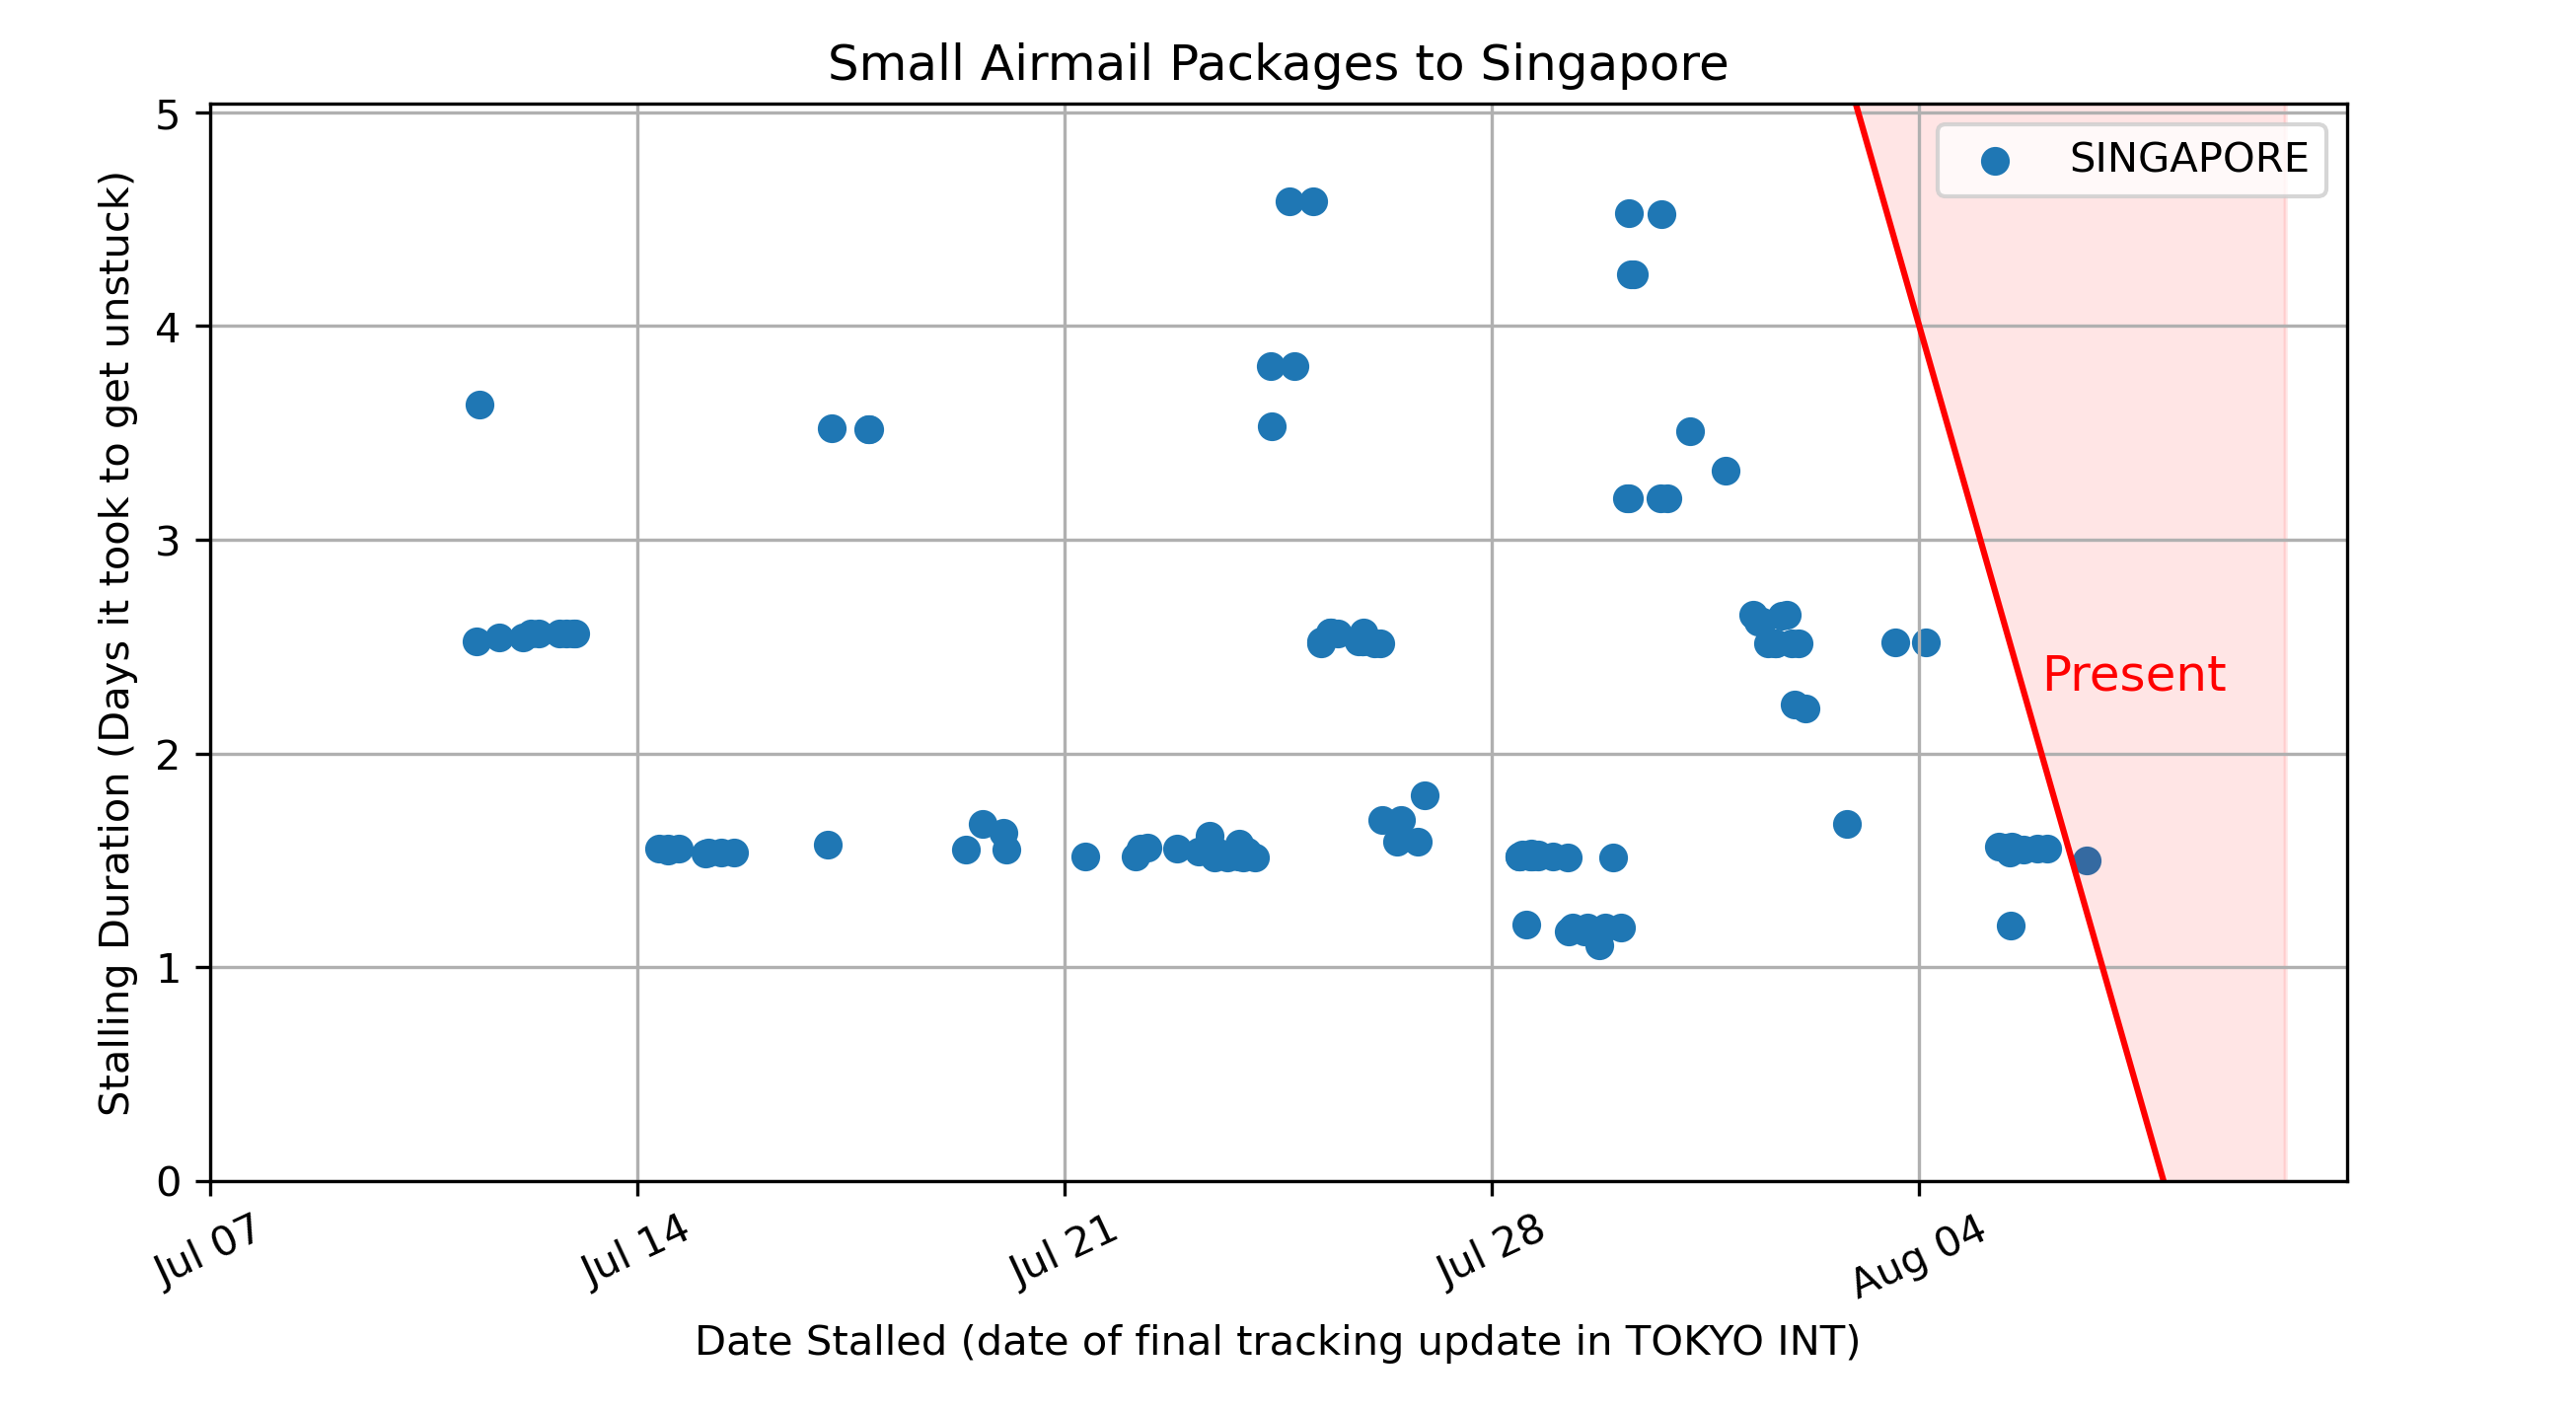 Small Airmail Packages to Singapore
Stalling Duration (Days it took to get unstuck)
5
4
3
2
1
0
SINGAPORE
Present
Jul 07
Jul 14
Jul 21
Jul 28
Aug 04
Date Stalled (date of final tracking update in TOKYO INT)